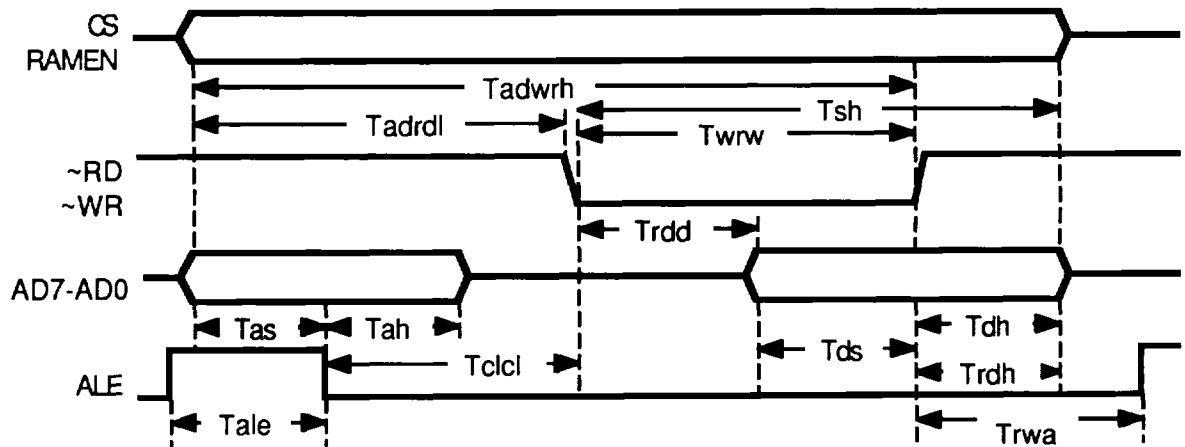 CS
RAMEN
Tadwrh
Tsh
Tadrdl
Twrw
~RD
~WR
Trdd
AD7-AD0
Tas
Tah
Tdh
Tclcl
Tds
Trdh
ALE
Tale
Trwa